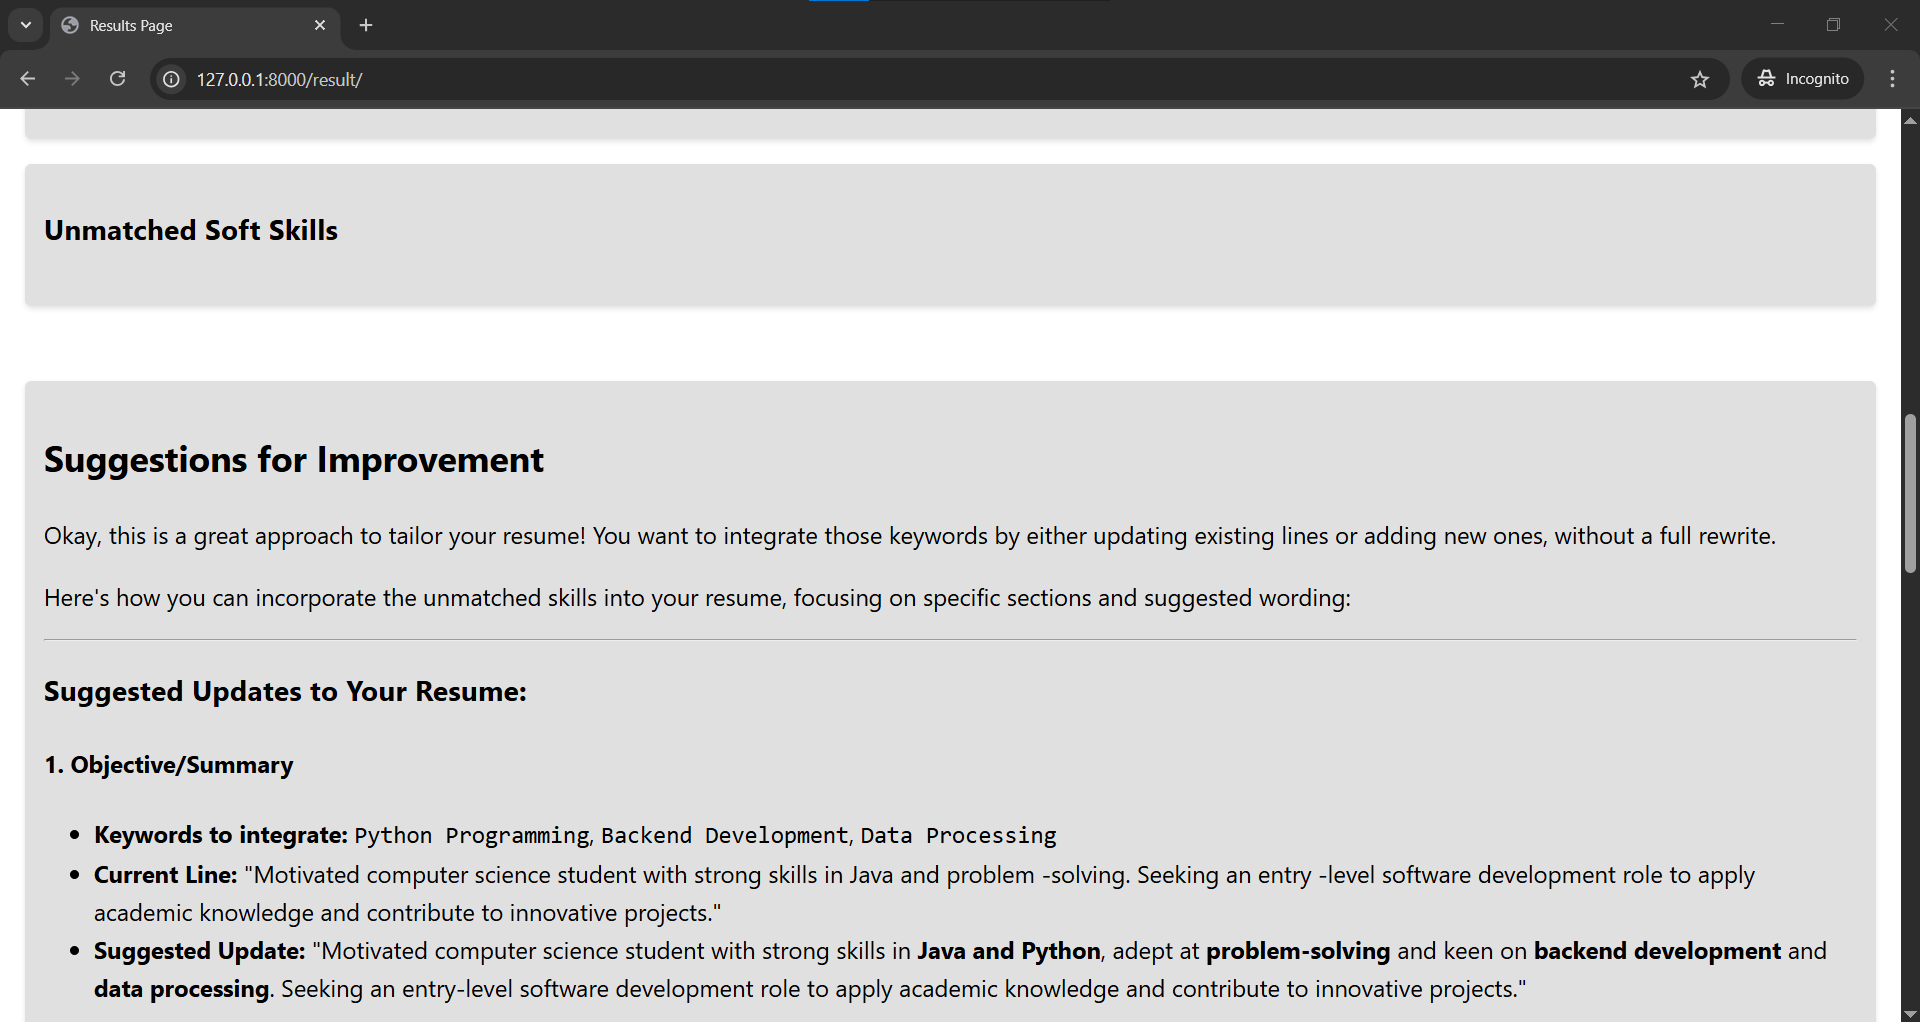 Results Page
127.0.0.1:8000/result/
Incognito
Unmatched Soft Skills
Suggestions for Improvement
Okay, this is a great approach to tailor your resume! You want to integrate those keywords by either updating existing lines or adding new ones, without a full rewrite.
Here's how you can incorporate the unmatched skills into your resume, focusing on specific sections and suggested wording:
Suggested Updates to Your Resume:
1. Objective/Summary
• Keywords to integrate: Python Programming, Backend Development, Data Processing
• Current Line: "Motivated computer science student with strong skills in Java and problem -solving. Seeking an entry -level software development role to apply
academic knowledge and contribute to innovative projects."
• Suggested Update: "Motivated computer science student with strong skills in Java and Python, adept at problem-solving and keen on backend development and
data processing. Seeking an entry-level software development role to apply academic knowledge and contribute to innovative projects."